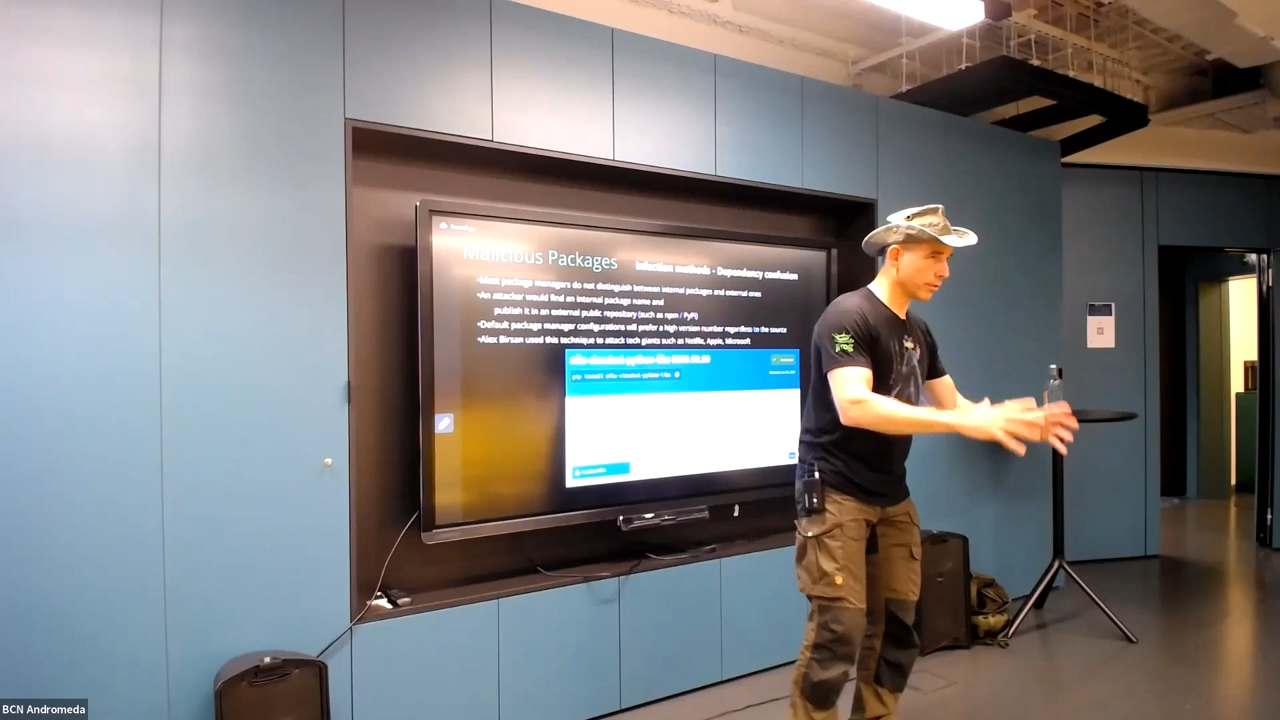 Malicious Packages
Infection methods - Dependency confusion
•Most package managers do not distinguish between internal packages and external ones
•An attacker would find an internal package name and
publish it in an external public repository (such as npm / PyPi)
•Default package manager configurations will prefer a high version number regardless to the source
•Alex Birsan used this technique to attack tech giants such as Netflix, Apple, Microsoft
pip install
jfrog
BCN Andromeda